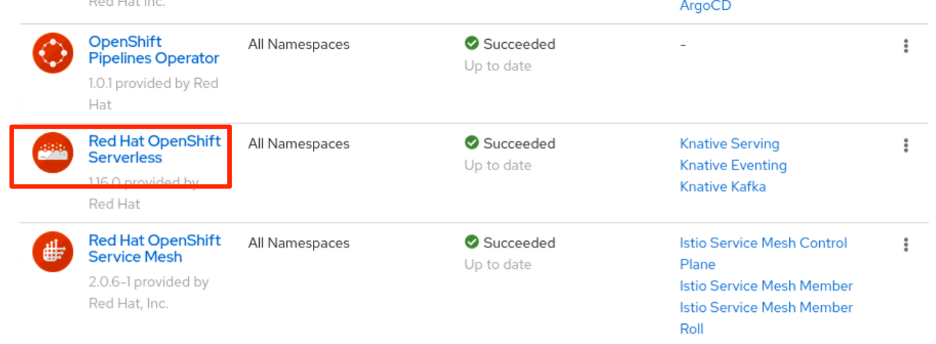 Red Hat Inc.
ArgoCD
OpenShift
Pipelines Operator
1.0.1 provided by Red
Hat
All Namespaces
Succeeded
Up to date
-
Red Hat OpenShift
Serverless
1.16.0 provided by
Red Hat
All Namespaces
Succeeded
Up to date
Knative Serving
Knative Eventing
Knative Kafka
Red Hat OpenShift
Service Mesh
2.0.6-1 provided by
Red Hat, Inc.
All Namespaces
Succeeded
Up to date
Istio Service Mesh Control
Plane
Istio Service Mesh Member
Istio Service Mesh Member
Roll